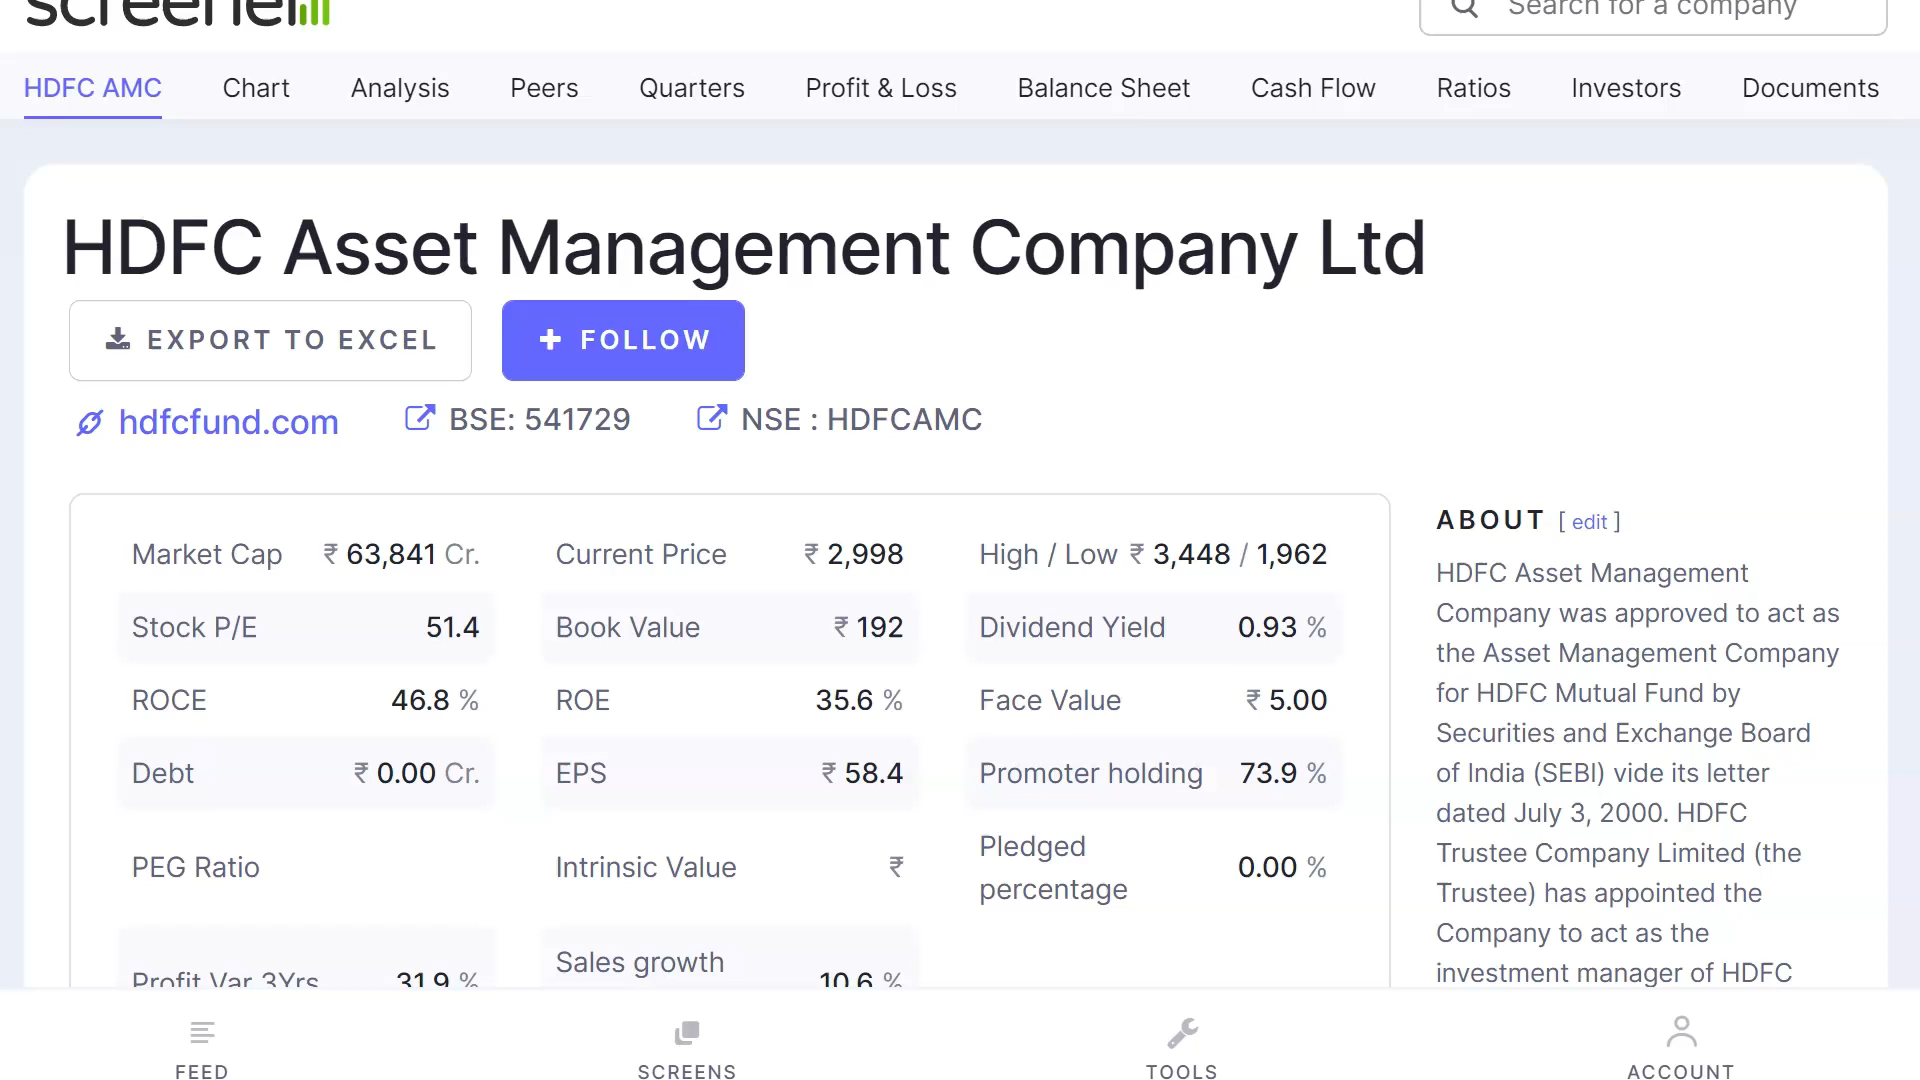 screener
Search for a company
HDFC AMC Chart Analysis Peers Quarters Profit & Loss Balance Sheet Cash Flow Ratios Investors Documents
HDFC Asset Management Company Ltd
EXPORT TO EXCEL + FOLLOW
hdfcfund.com BSE: 541729 NSE : HDFCAMC
Market Cap ₹ 63,841 Cr. Current Price ₹ 2,998 High / Low ₹ 3,448 / 1,962
Stock P/E 51.4 Book Value ₹ 192 Dividend Yield 0.93 %
ROCE 46.8 % ROE 35.6 % Face Value ₹ 5.00
Debt ₹ 0.00 Cr. EPS ₹ 58.4 Promoter holding 73.9 %
PEG Ratio Intrinsic Value ₹ Pledged percentage 0.00 %
Profit Var 3Yrs 31.9 % Sales growth 10.6 %
ABOUT [ edit ]
HDFC Asset Management
Company was approved to act as
the Asset Management Company
for HDFC Mutual Fund by
Securities and Exchange Board
of India (SEBI) vide its letter
dated July 3, 2000. HDFC
Trustee Company Limited (the
Trustee) has appointed the
Company to act as the
investment manager of HDFC
FEED SCREENS TOOLS ACCOUNT